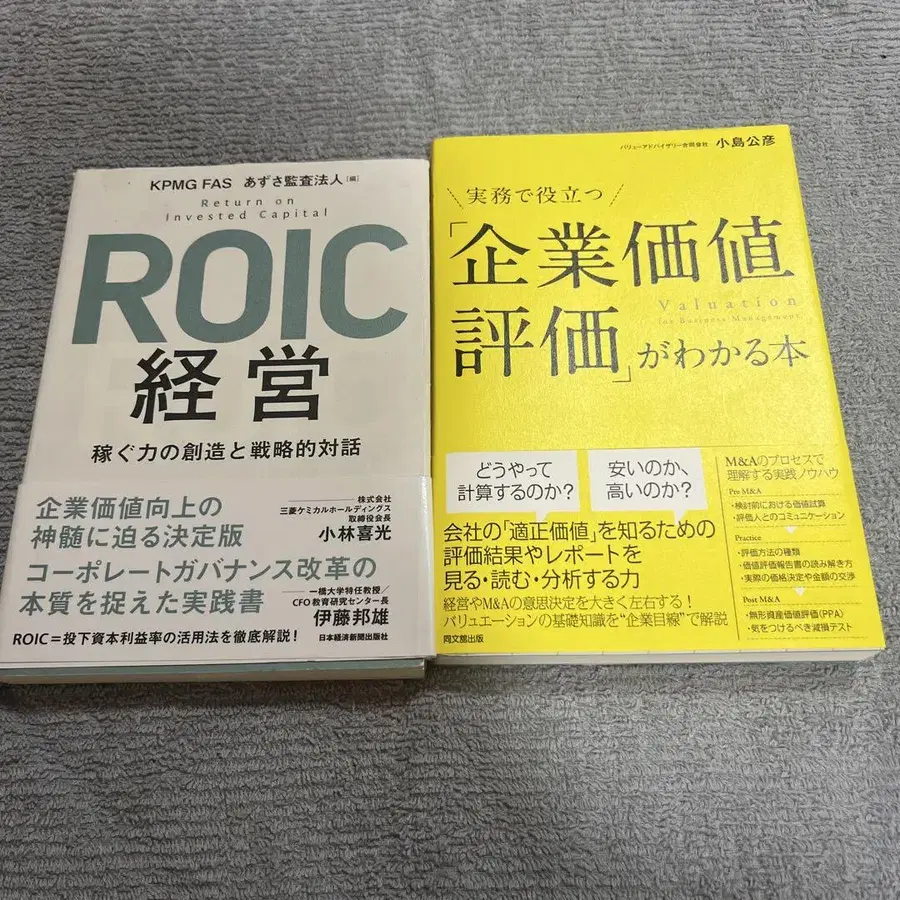 KPMG FAS あずさ監査法人[編]
Return on
Invested Capital
ROIC
経営
稼ぐ力の創造と戦略的対話
企業価値向上の
神髄に迫る決定版
株式会社
三菱ケミカルホールディングス
取締役会長
小林喜光
コーポレートガバナンス改革の
本質を捉えた実践書
一橋大学特任教授／
CFO教育研究センター長
伊藤邦雄
ROIC＝投下資本利益率の活用法を徹底解説！
日本経済新聞出版社
バリューアドバイザリー合同会社 小島公彦
＼実務で役立つ／
「企業価値
評価」がわかる本
Valuation
for Business Management
どうやって
計算するのか？
安いのか、
高いのか？
会社の「適正価値」を知るための
評価結果やレポートを
見る・読む・分析する力
経営やM&Aの意思決定を大きく左右する！
バリュエーションの基礎知識を“企業目線”で解説
同文舘出版
M&Aのプロセスで
理解する実践ノウハウ
Pre M&A
・検討前における価値試算
・評価人とのコミュニケーション
Practice
・評価方法の種類
・価値評価報告書の読み解き方
・実際の価格決定や金額の交渉
Post M&A
・無形資産価値評価(PPA)
・気をつけるべき減損テスト